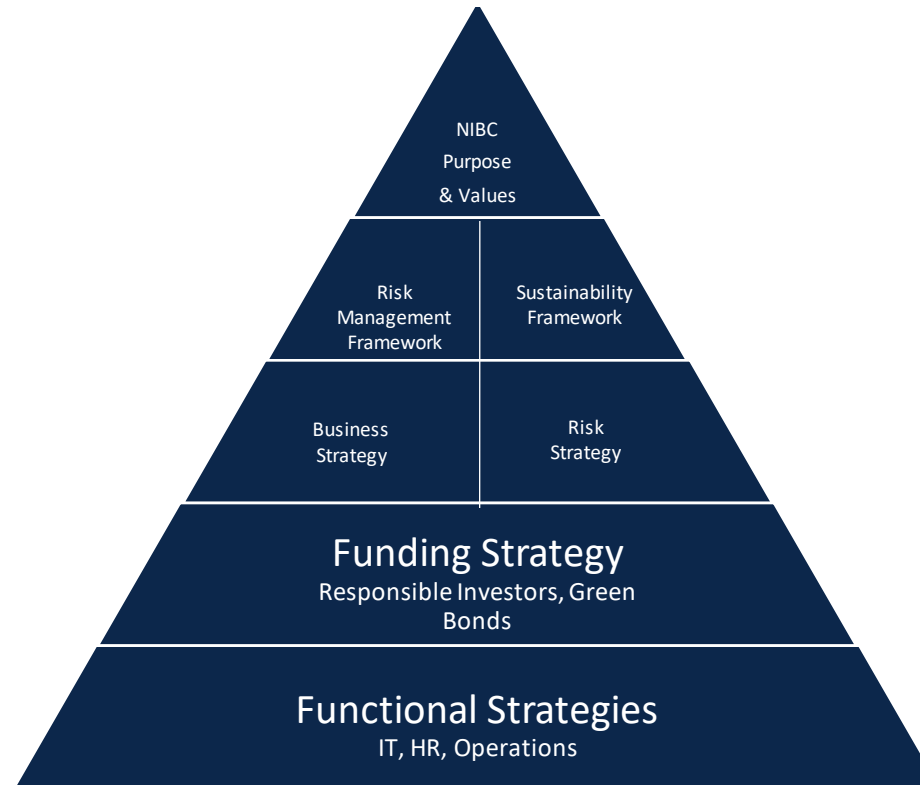 NIBC
Purpose
& Values
Risk
Management
Framework
Sustainability
Framework
Business
Strategy
Risk
Strategy
Funding Strategy
Responsible Investors, Green
Bonds
Functional Strategies
IT, HR, Operations